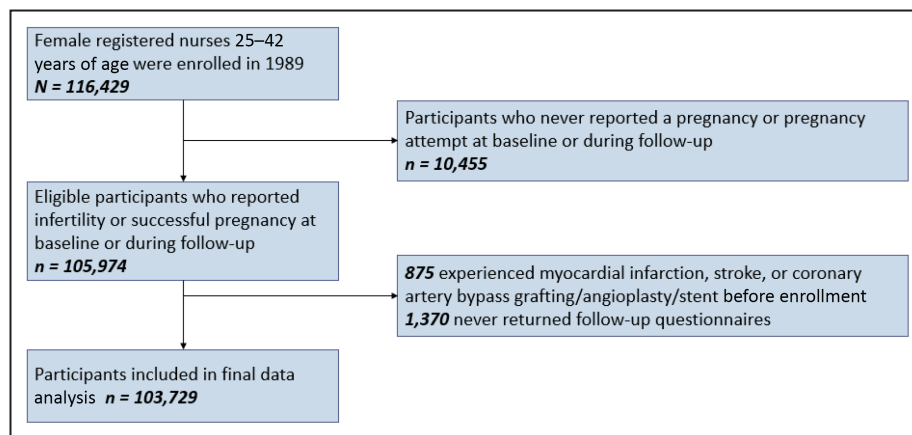 Female registered nurses 25–42
years of age were enrolled in 1989
N = 116,429
Participants who never reported a pregnancy or pregnancy
attempt at baseline or during follow-up
n = 10,455
Eligible participants who reported
infertility or successful pregnancy at
baseline or during follow-up
n = 105,974
875 experienced myocardial infarction, stroke, or coronary
artery bypass grafting/angioplasty/stent before enrollment
1,370 never returned follow-up questionnaires
Participants included in final data
analysis n = 103,729